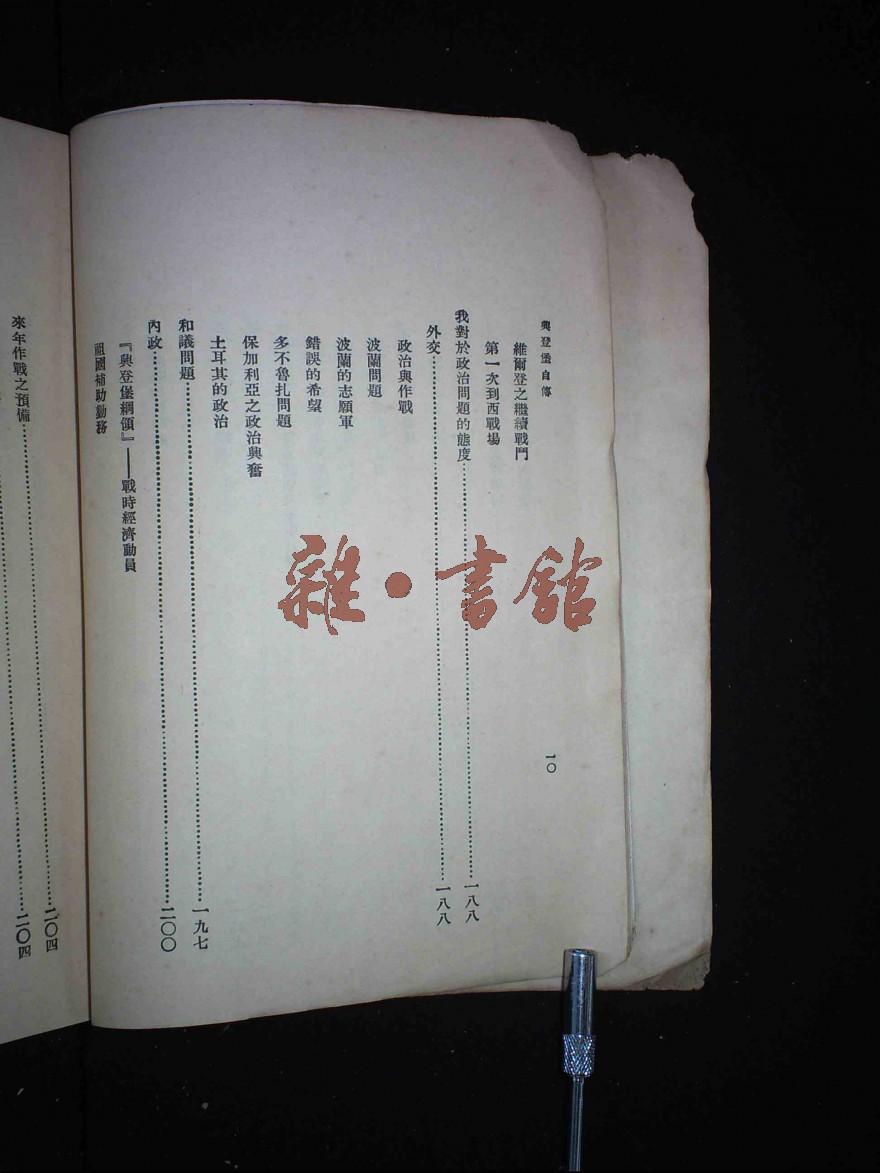 興登堡自傳
一〇
維爾登之繼續戰鬥
第一次到西戰場
我對於政治問題的態度……一八八
外交……一八八
政治與作戰
波蘭問題
波蘭的志願軍
錯誤的希望
多不魯扎問題
保加利亞之政治興奮
土耳其的政治
和議問題……一九七
內政……二〇〇
『興登堡綱領』——戰時經濟動員
祖國補助勤務
……二〇四
來年作戰之預備……二〇四
雜·書館